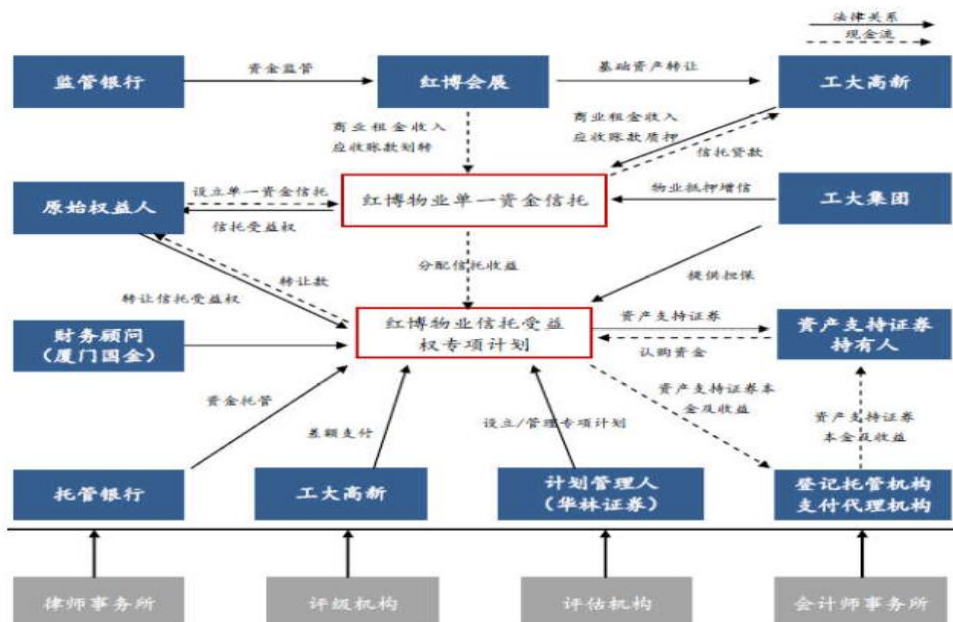 法律关系
现金流
监管银行
资金监管
红博会展
基础资产转让
工大高新
商业租金收入
应收账款划转
商业租金收入
应收账款质押
信托贷款
原始权益人
设立单一资金信托
信托受益权
红博物业单一资金信托
物业抵押增信
工大集团
转让款
转让信托受益权
分配信托收益
提供担保
财务顾问
(厦门国金)
红博物业信托受益
权专项计划
资产支持证券
认购资金
资产支持证券
持有人
资金托管
差额支付
设立/管理专项计划
资产支持证券本
金及收益
资产支持证券
本金及收益
托管银行
工大高新
计划管理人
(华林证券)
登记托管机构
支付代理机构
律师事务所
评级机构
评估机构
会计师事务所